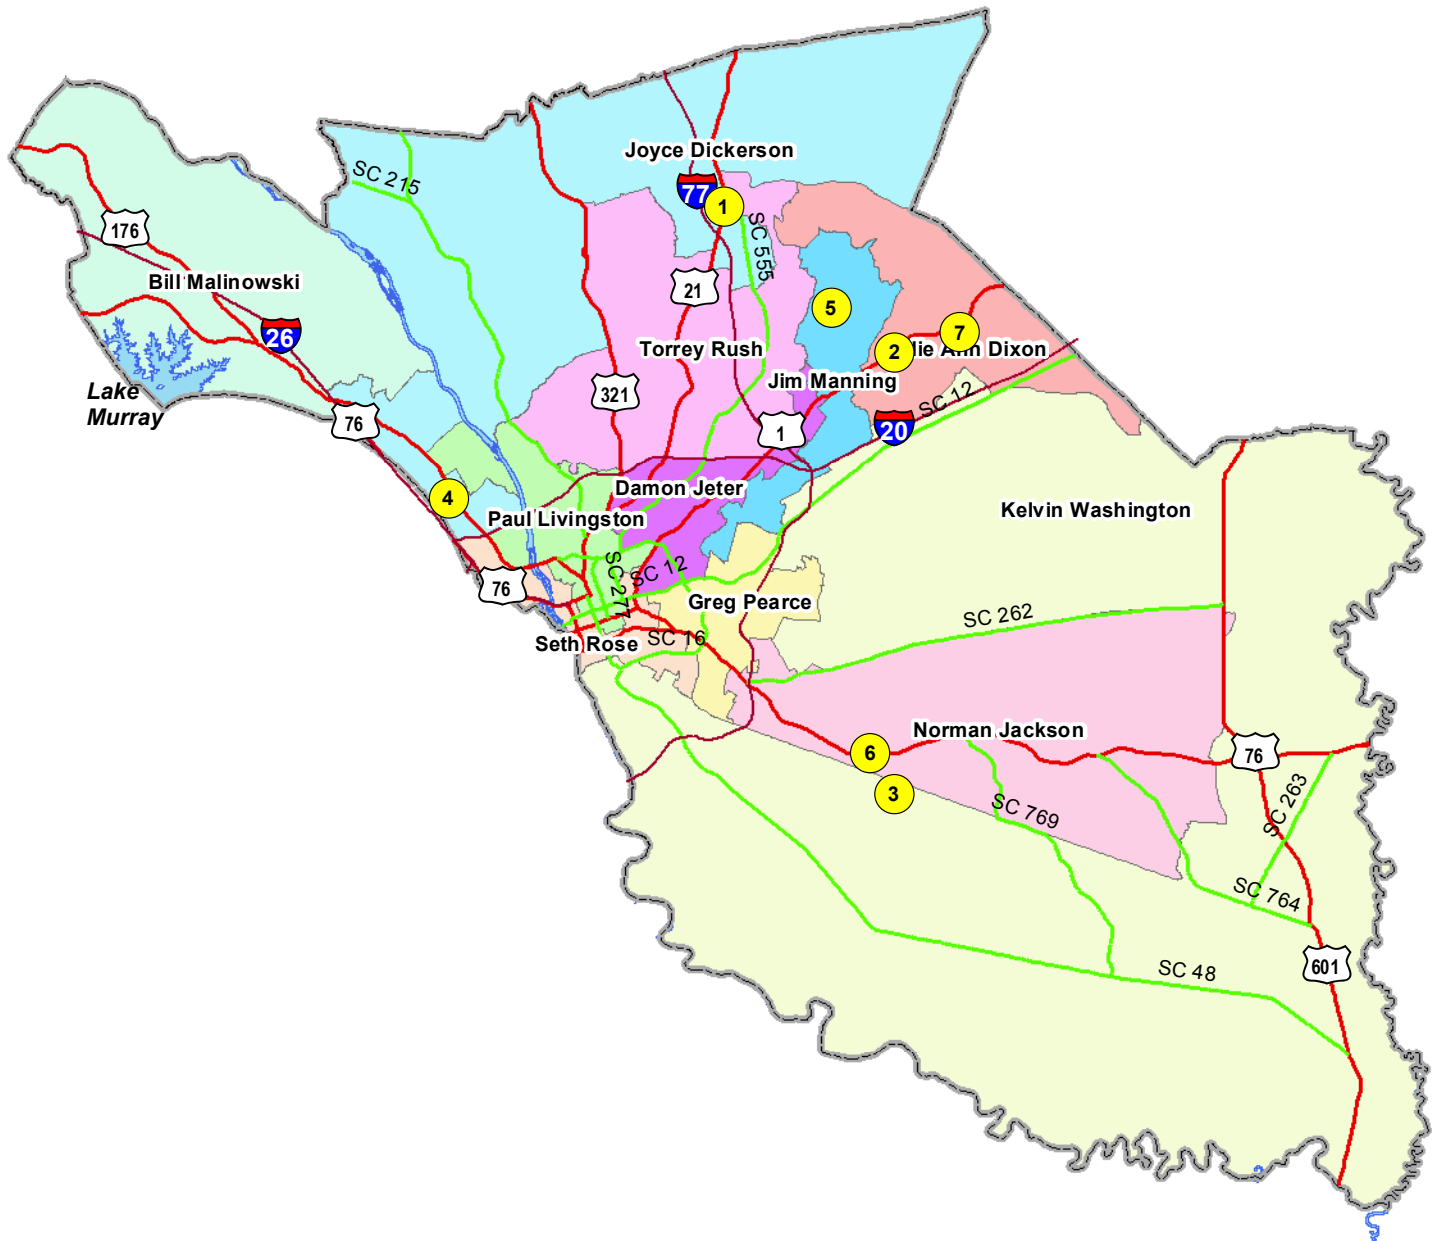 Joyce Dickerson
SC 215
77
1
176
SC 555
Bill Malinowski
21
5
26
7
2
lie Ann Dixon
Torrey Rush
Jim Manning
Lake
Murray
321
76
1
SC 12
20
Damon Jeter
4
Paul Livingston
Kelvin Washington
SC 277
SC 12
76
Greg Pearce
SC 262
Seth Rose
SC 16
Norman Jackson
6
76
3
SC 769
SC 263
SC 764
601
SC 48